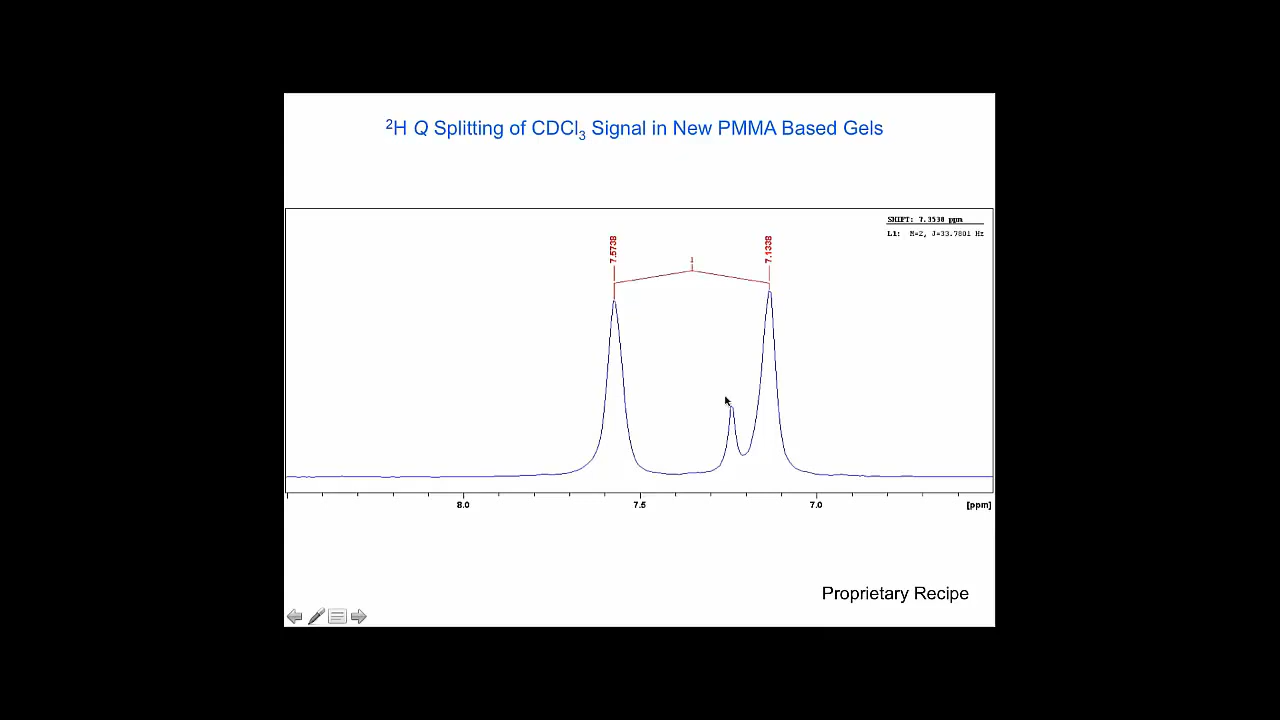 ²H Q Splitting of CDCl₃ Signal in New PMMA Based Gels
SHIFT: 7.3538 ppm
L1: M=2, J=33.7801 Hz
7.5738
1
7.1338
8.0 7.5 7.0 [ppm]
Proprietary Recipe